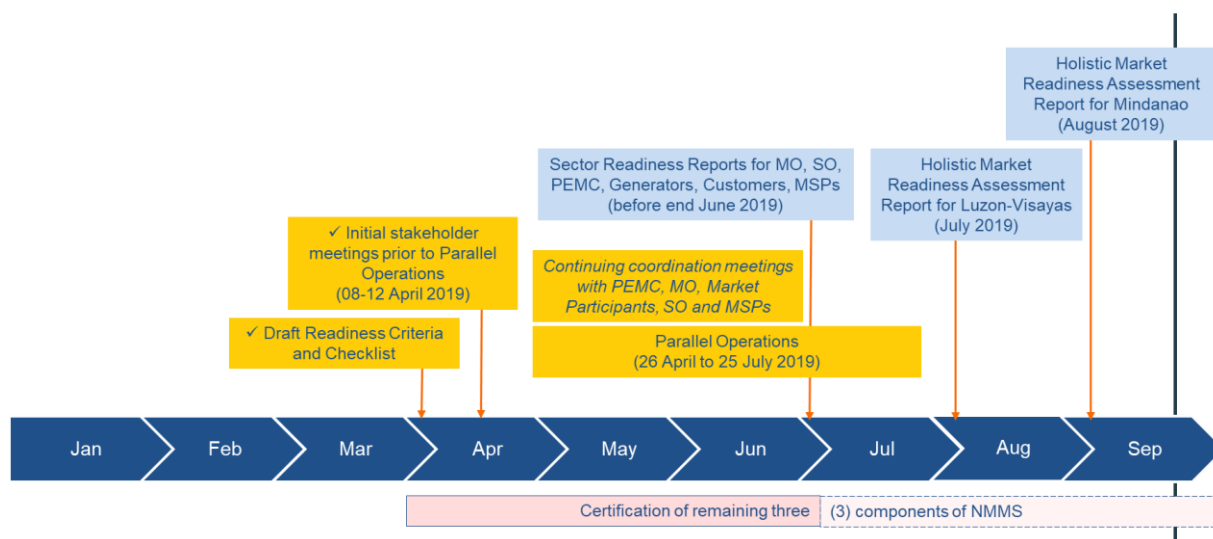 Holistic Market
Readiness Assessment
Report for Mindanao
(August 2019)
Sector Readiness Reports for MO, SO,
PEMC, Generators, Customers, MSPs
(before end June 2019)
Holistic Market
Readiness Assessment
Report for Luzon-Visayas
(July 2019)
✓ Initial stakeholder
meetings prior to Parallel
Operations
(08-12 April 2019)
Continuing coordination meetings
with PEMC, MO, Market
Participants, SO and MSPs
✓ Draft Readiness Criteria
and Checklist
Parallel Operations
(26 April to 25 July 2019)
Jan Feb Mar Apr May Jun Jul Aug Sep
Certification of remaining three (3) components of NMMS